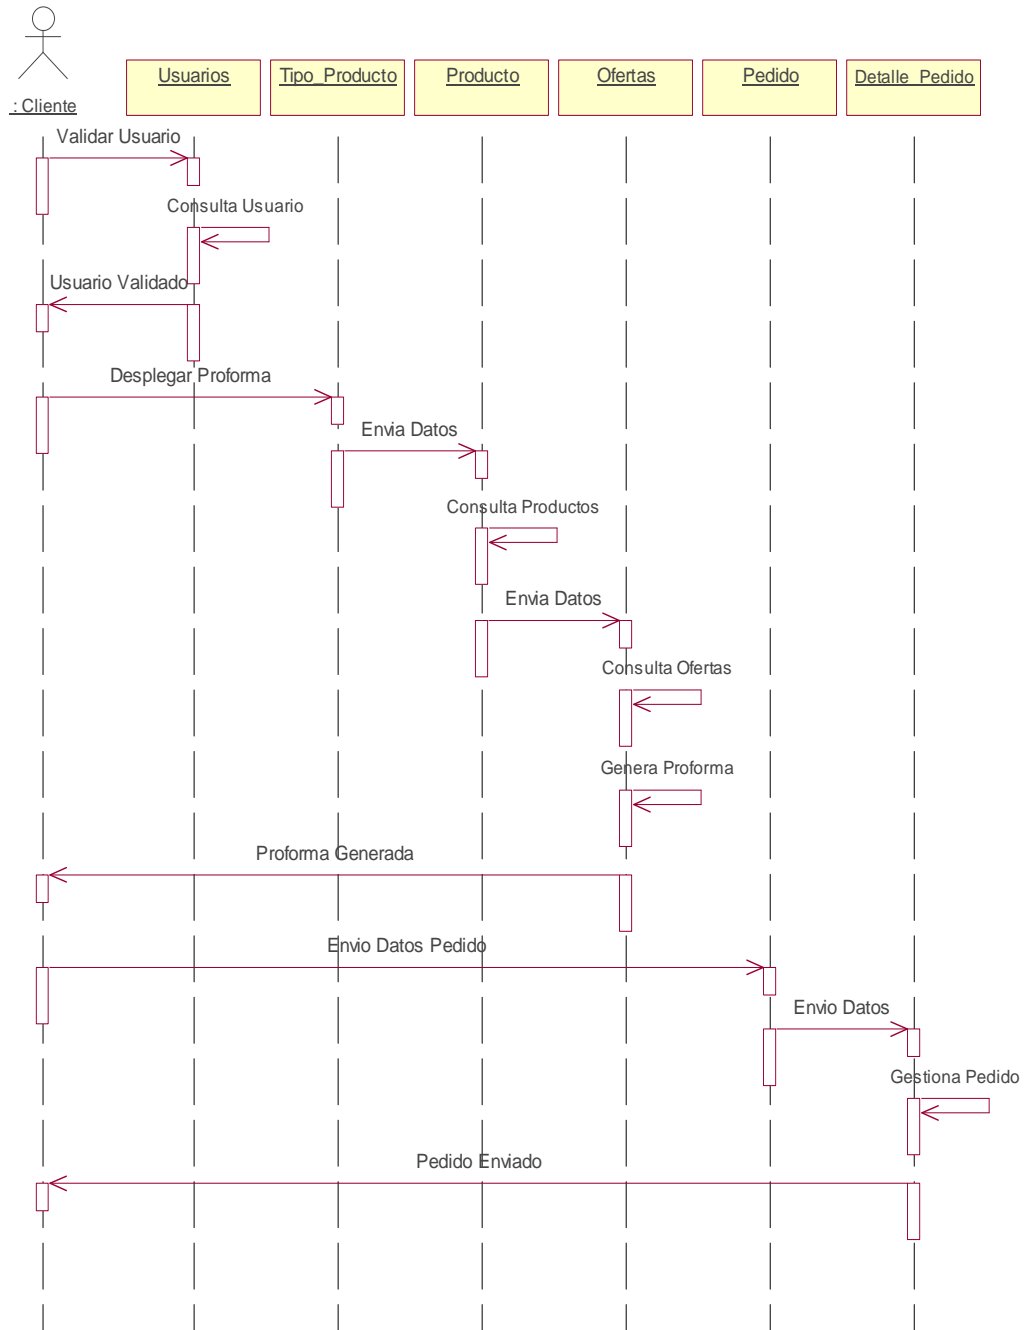 : Cliente
Usuarios
Tipo_Producto
Producto
Ofertas
Pedido
Detalle_Pedido
Validar Usuario
Consulta Usuario
Usuario Validado
Desplegar Proforma
Envia Datos
Consulta Productos
Envia Datos
Consulta Ofertas
Genera Proforma
Proforma Generada
Envio Datos Pedido
Envio Datos
Gestiona Pedido
Pedido Enviado